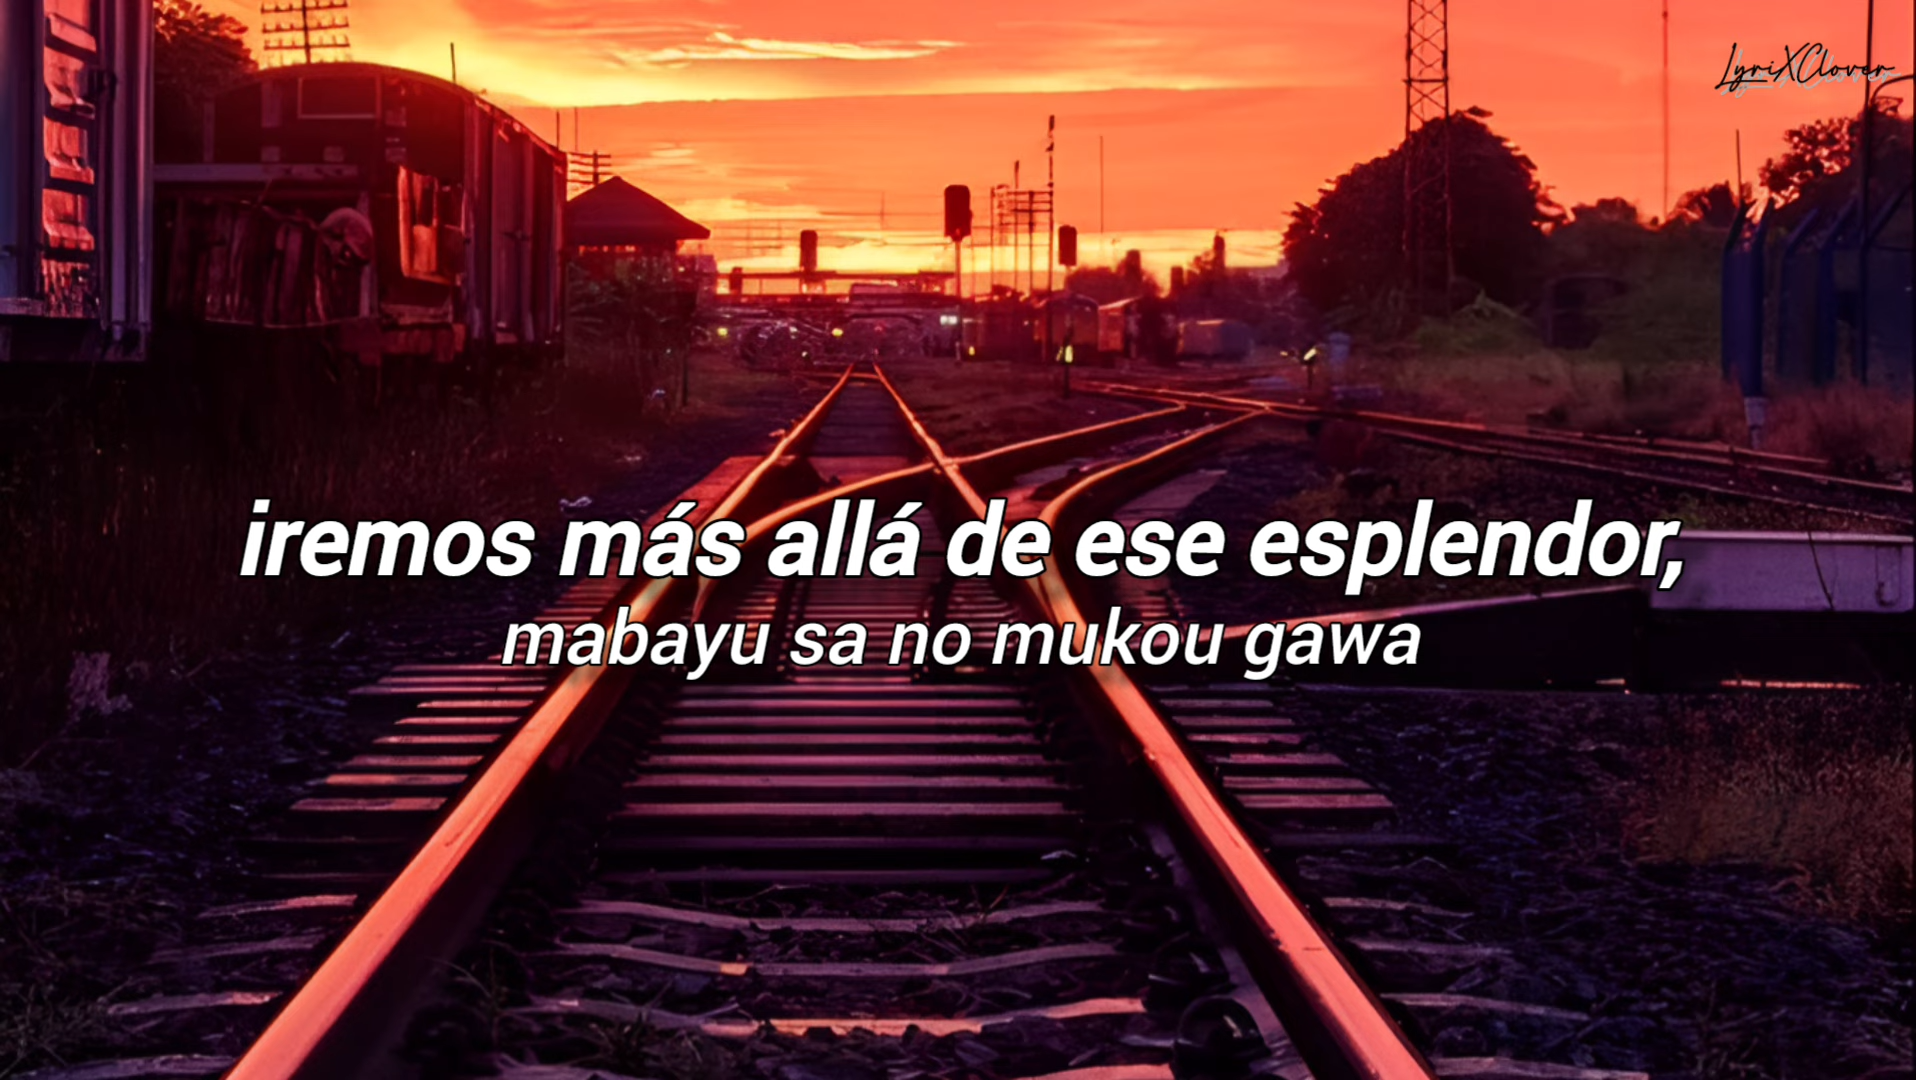 LyriXClover
iremos más allá de ese esplendor,
mabayu sa no mukou gawa